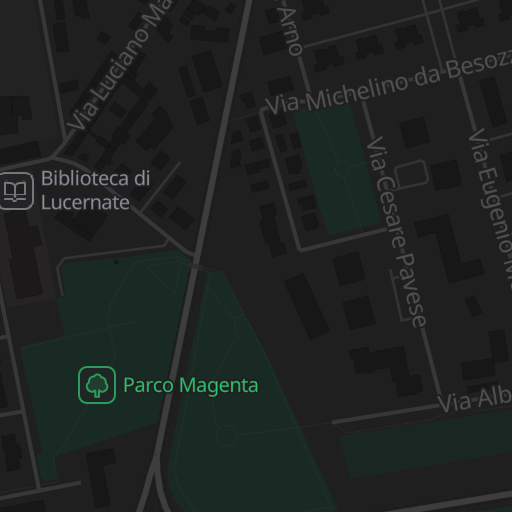 Via Luciano Ma
Arno
Via Michelino da Besozz
Biblioteca di
Lucernate
Via Cesare Pavese
Via Eugenio M
Parco Magenta
Via Alb